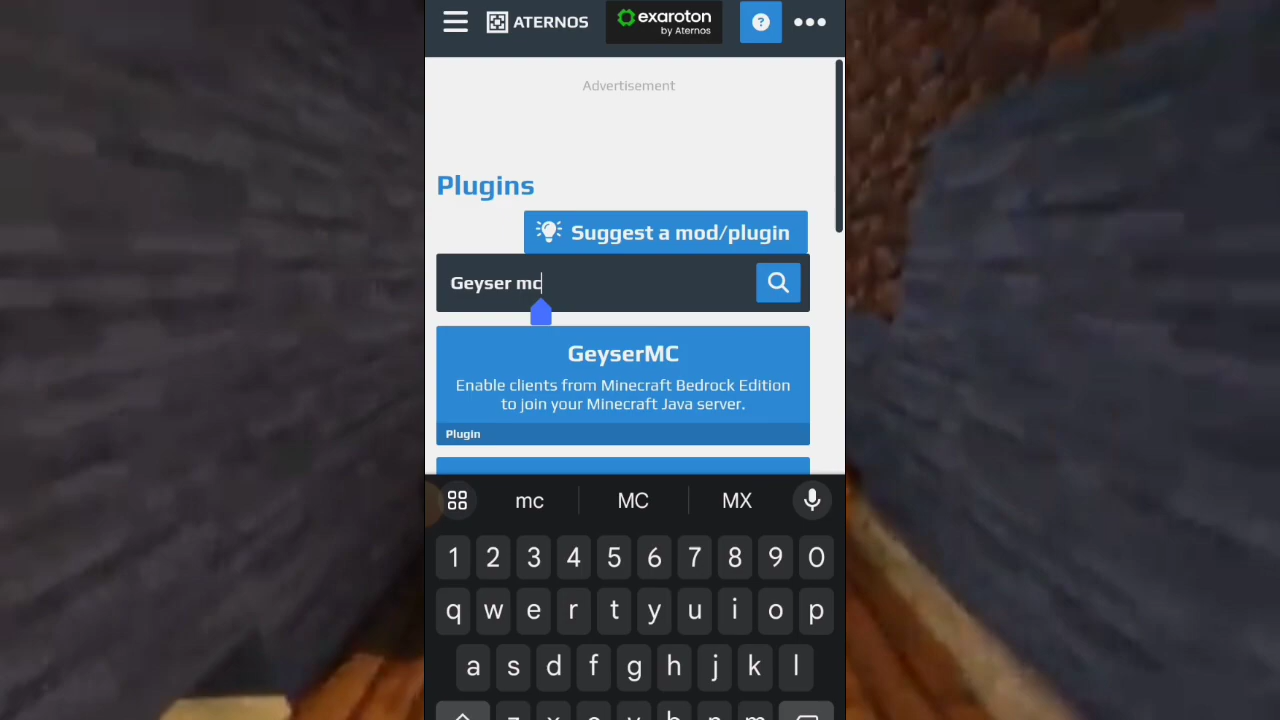 ATERNOS
exaroton
by Aternos
?
Advertisement
Plugins
Suggest a mod/plugin
Geyser mc
GeyserMC
Enable clients from Minecraft Bedrock Edition
to join your Minecraft Java server.
Plugin
mc MC MX
1 2 3 4 5 6 7 8 9 0
q w e r t y u i o p
a s d f g h j k l
z x c v b n m